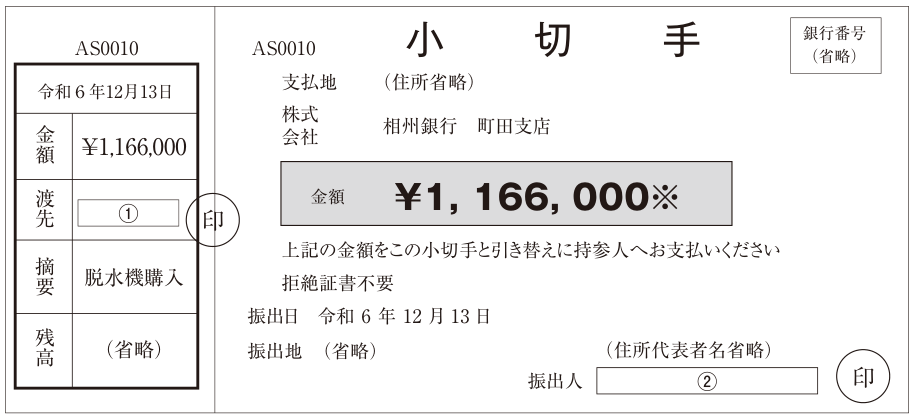 AS0010
令和6年12月13日
金額 ¥1,166,000
渡先 ①
摘要 脱水機購入
残高 (省略)
印
AS0010
小切手
銀行番号
(省略)
支払地 (住所省略)
株式会社 相州銀行 町田支店
金額 ¥1,166,000※
上記の金額をこの小切手と引き替えに持参人へお支払いください
拒絶証書不要
振出日 令和6年12月13日
振出地 (省略)
(住所代表者名省略)
振出人 ② 印